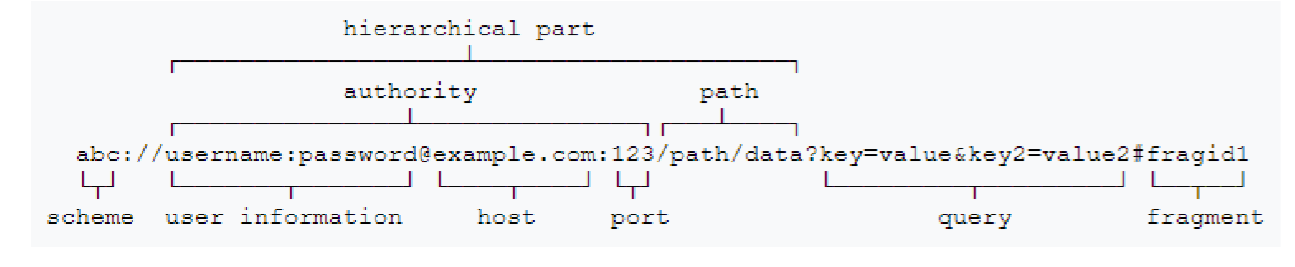 hierarchical part
authority path
abc://username:password@example.com:123/path/data?key=value&key2=value2#fragid1
scheme user information host port query fragment